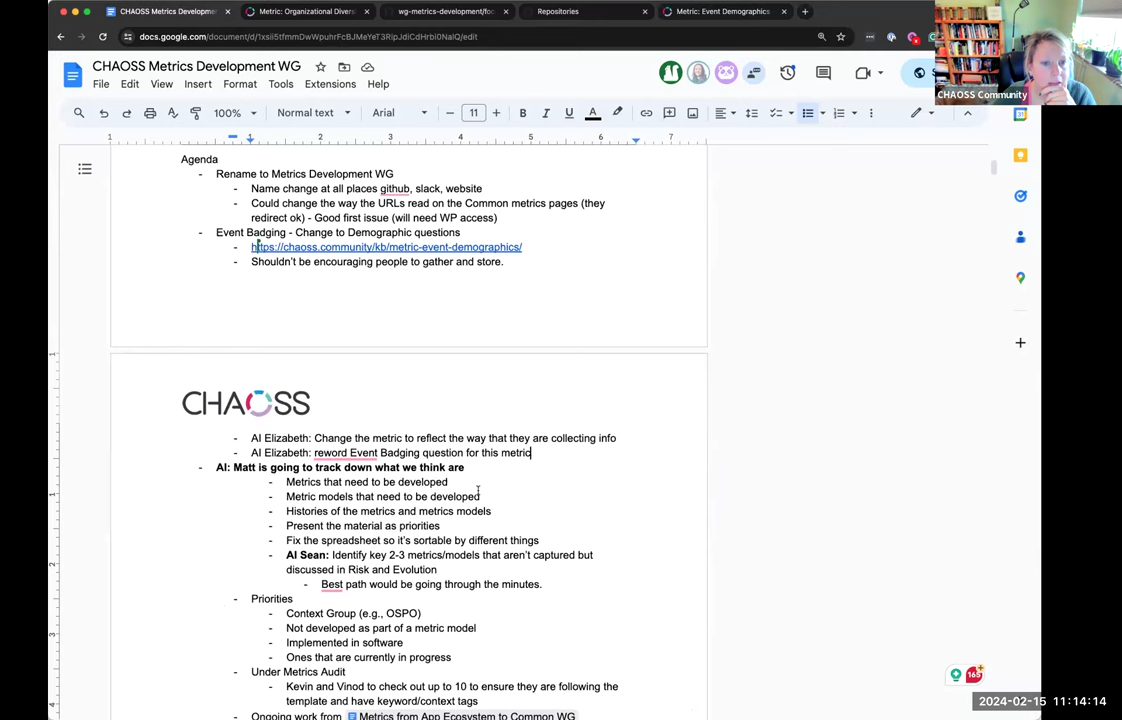 CHAOSS Metrics Developmen
Metric: Organizational Divers
wg-metrics-development/foc
Repositories
Metric: Event Demographics
CHAOSS Metrics Development WG
File Edit View Insert Format Extensions Tools Help
100%
Normal text
Arial
11
CHAOSS Community
1 1 2 3 4 5 6 7
Agenda
- Rename to Metrics Development WG
- Name change at all places github, slack, website
- Could change the way the URLs read on the Common metrics pages (they
redirect ok) - Good first issue (will need WP access)
- Event Badging - Change to Demographic questions
- https://chaoss.community/kb/metric-event-demographics/
- Shouldn't be encouraging people to gather and store.
CHAOSS
- AI Elizabeth: Change the metric to reflect the way that they are collecting info
- AI Elizabeth: reword Event Badging question for this metric
- AI: Matt is going to track down what we think are
- Metrics that need to be developed
- Metric models that need to be developed
- Histories of the metrics and metrics models
- Present the material as priorities
- Fix the spreadsheet so it's sortable by different things
- AI Sean: Identify key 2-3 metrics/models that aren't captured but
discussed in Risk and Evolution
- Best path would be going through the minutes.
- Priorities
- Context Group (e.g., OSPO)
- Not developed as part of a metric model
- Implemented in software
- Ones that are currently in progress
- Under Metrics Audit
- Kevin and Vinod to check out up to 10 to ensure they are following the
template and have keyword/context tags
- Ongoing work from Metrics from App Ecosystem to Common WG
165
2024-02-15 11:14:14